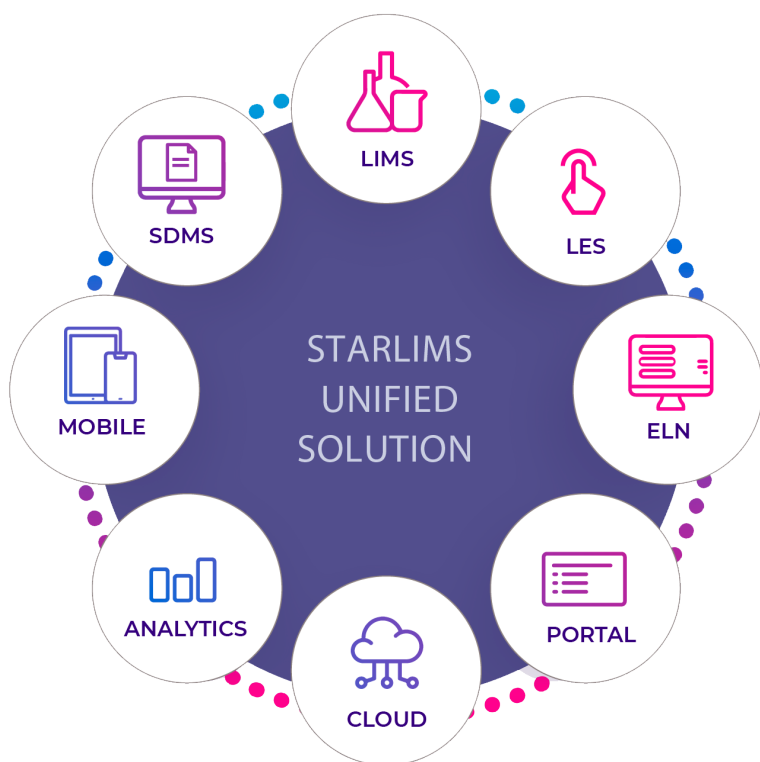 LIMS
SDMS
LES
STARLIMS
UNIFIED
SOLUTION
MOBILE
ELN
ANALYTICS
PORTAL
CLOUD